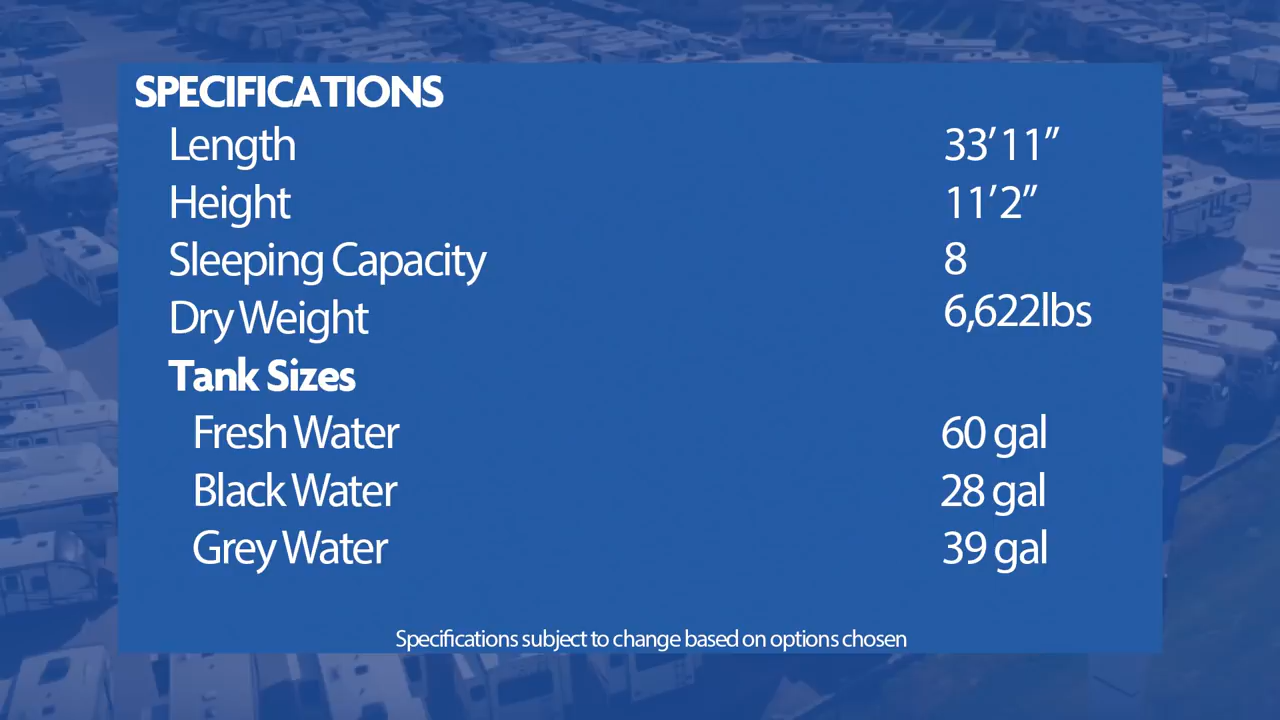 SPECIFICATIONS
Length 33’11”
Height 11’2”
Sleeping Capacity 8
Dry Weight 6,622lbs
Tank Sizes
Fresh Water 60 gal
Black Water 28 gal
Grey Water 39 gal
Specifications subject to change based on options chosen